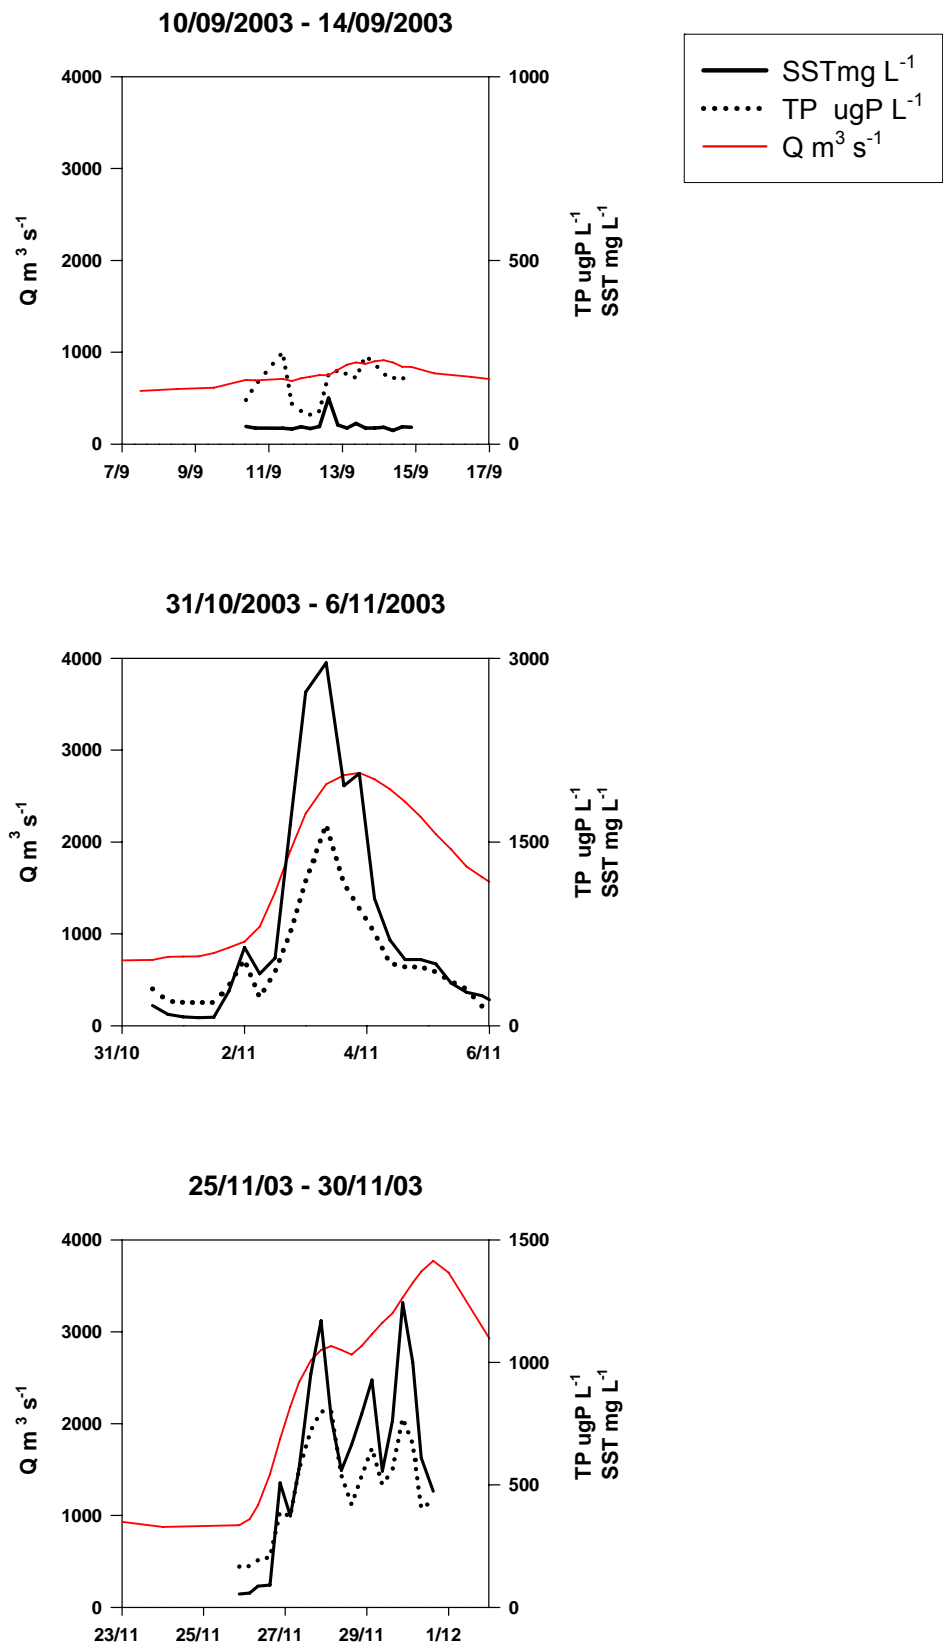 10/09/2003 - 14/09/2003
SSTmg L-1
TP ugP L-1
Q m3 s-1
4000
3000
2000
1000
0
Q m 3 s-1
1000
500
0
TP ugP L-1
SST mg L-1
7/9 9/9 11/9 13/9 15/9 17/9
31/10/2003 - 6/11/2003
4000
3000
2000
1000
0
Q m 3 s-1
3000
1500
0
TP ugP L-1
SST mg L-1
31/10 2/11 4/11 6/11
25/11/03 - 30/11/03
4000
3000
2000
1000
0
Q m 3 s-1
1500
1000
500
0
TP ugP L-1
SST mg L-1
23/11 25/11 27/11 29/11 1/12